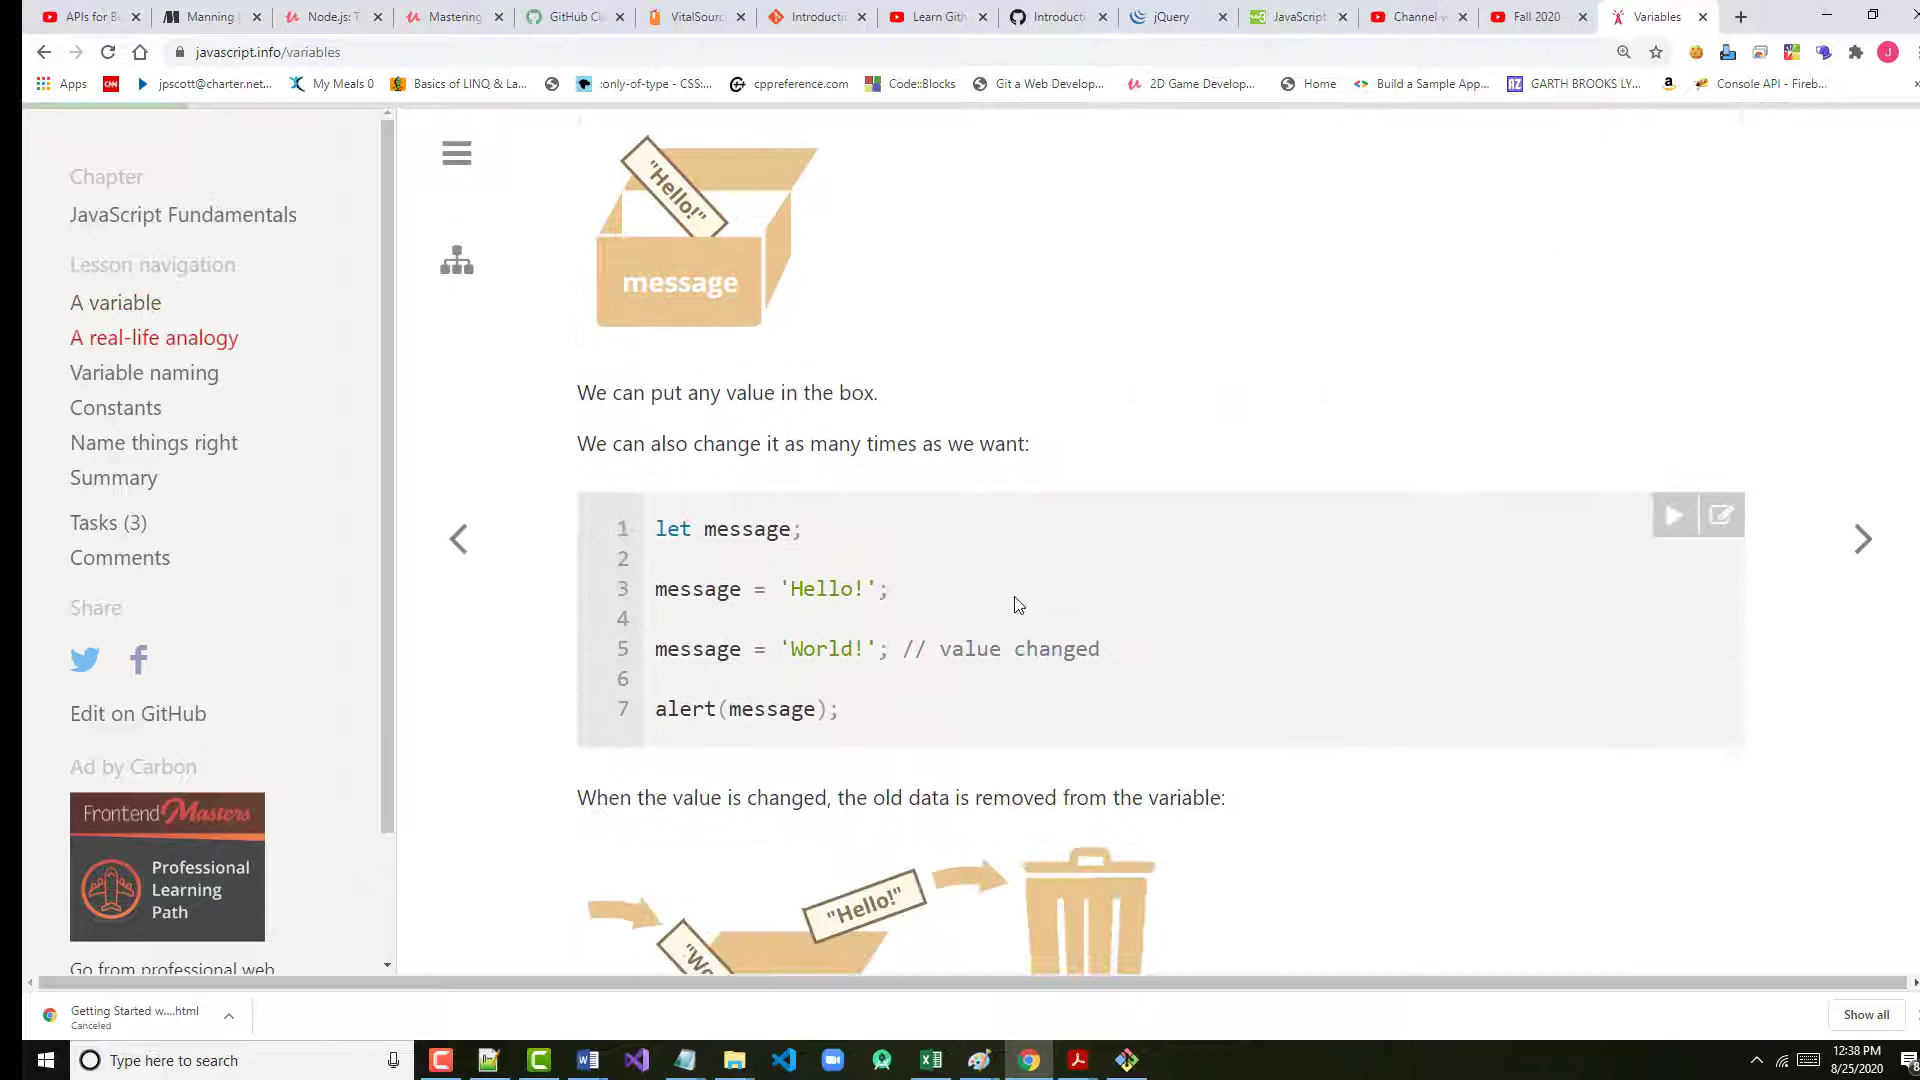 APIs for B
Manning
Node.js: T
Mastering
GitHub Cl
VitalSour
Introducti
Learn Gith
Introducti
jQuery
JavaScript
Channel v
Fall 2020
Variables
javascript.info/variables
Apps
CNN
jpscott@charter.net...
My Meals 0
Basics of LINQ & La...
:only-of-type - CSS:...
cppreference.com
Code::Blocks
Git a Web Develop...
2D Game Develop...
Home
Build a Sample App...
GARTH BROOKS LY...
Console API - Fireb...
J
Chapter
JavaScript Fundamentals
Lesson navigation
A variable
A real-life analogy
Variable naming
Constants
Name things right
Summary
Tasks (3)
Comments
Share
Edit on GitHub
Ad by Carbon
Frontend Masters
Professional
Learning
Path
Go from professional web
"Hello!"
message
We can put any value in the box.
We can also change it as many times as we want:
1 let message;
2
3 message = 'Hello!';
4
5 message = 'World!'; // value changed
6
7 alert(message);
When the value is changed, the old data is removed from the variable:
"Hello!"
"Wo
Getting Started w....html
Canceled
Show all
Type here to search
12:38 PM
8/25/2020